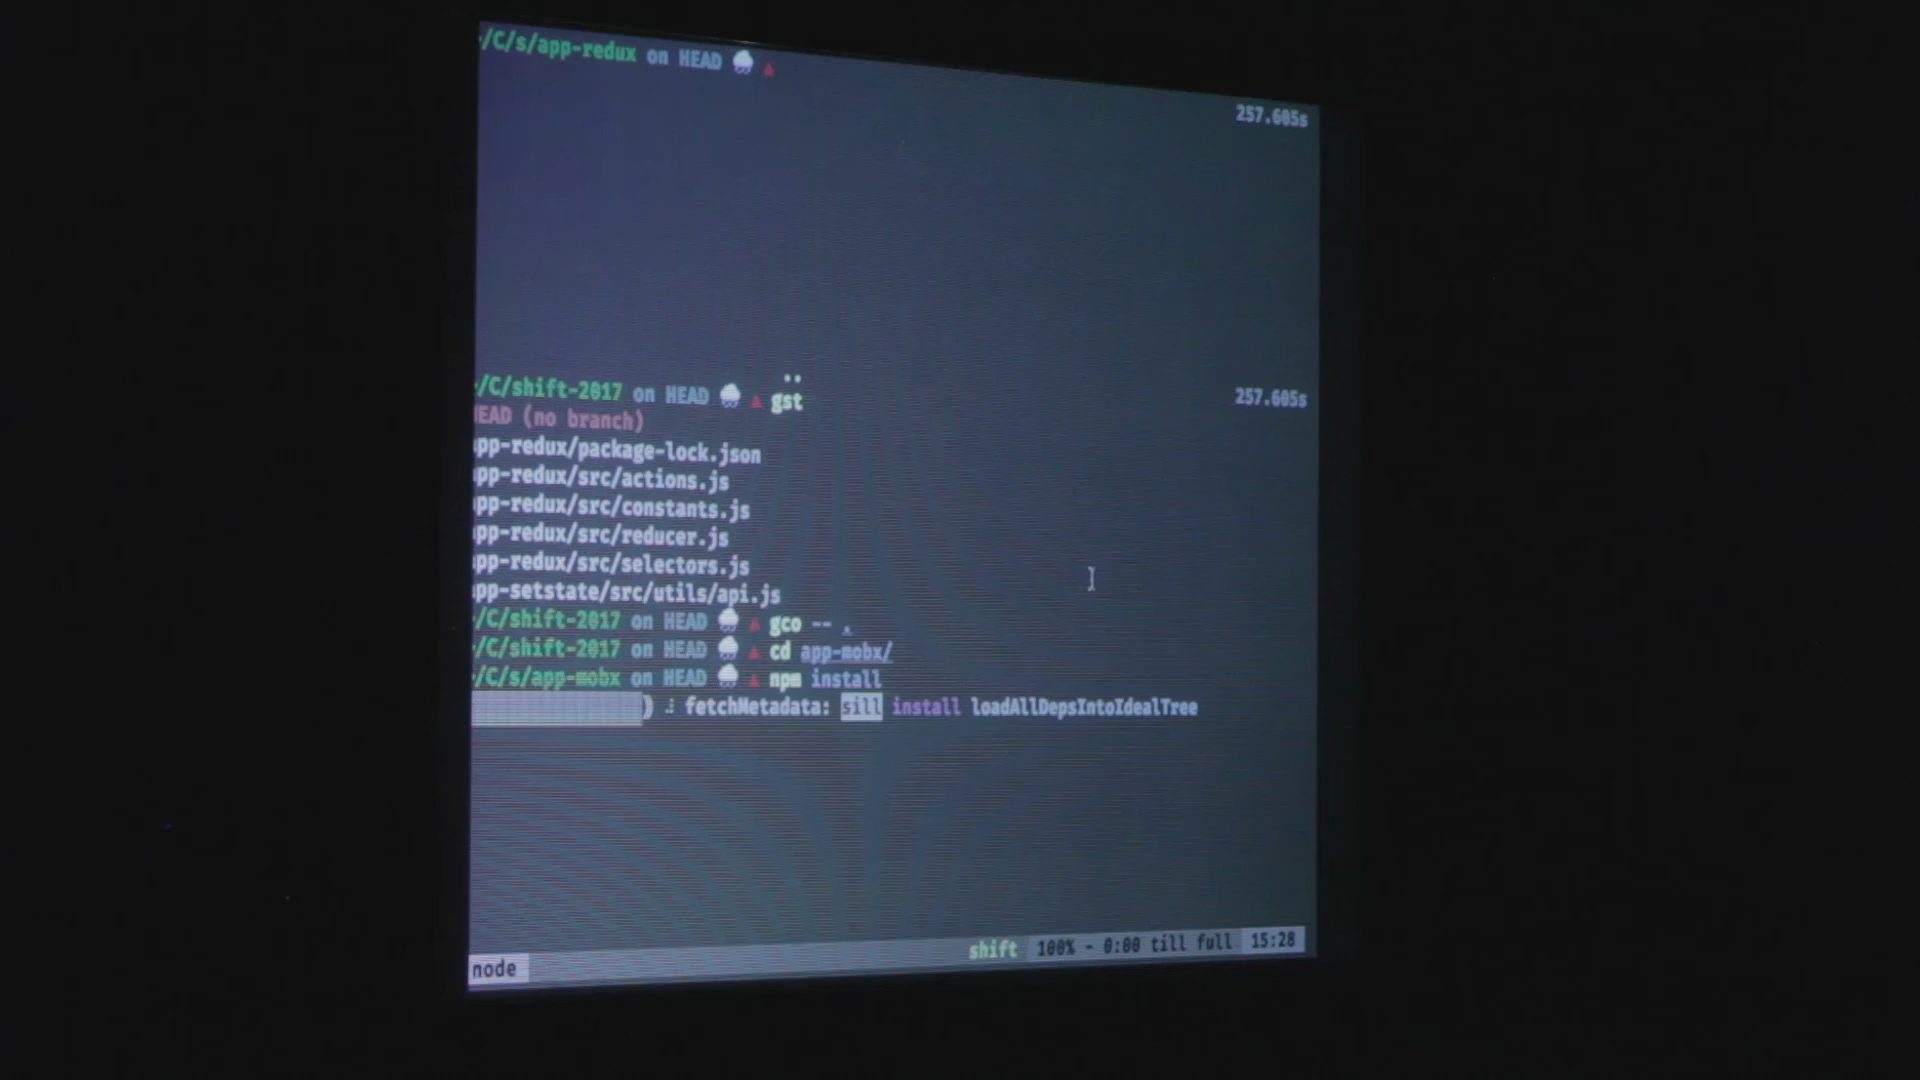 /C/s/app-redux on HEAD
257.605s
..
/C/shift-2017 on HEAD gst
257.605s
HEAD (no branch)
pp-redux/package-lock.json
pp-redux/src/actions.js
pp-redux/src/constants.js
pp-redux/src/reducer.js
pp-redux/src/selectors.js
pp-setstate/src/utils/api.js
/C/shift-2017 on HEAD gco -- .
/C/shift-2017 on HEAD cd app-mobx/
/C/s/app-mobx on HEAD npm install
) fetchMetadata: sill install loadAllDepsIntoIdealTree
node
shift 100% - 0:00 till full 15:28